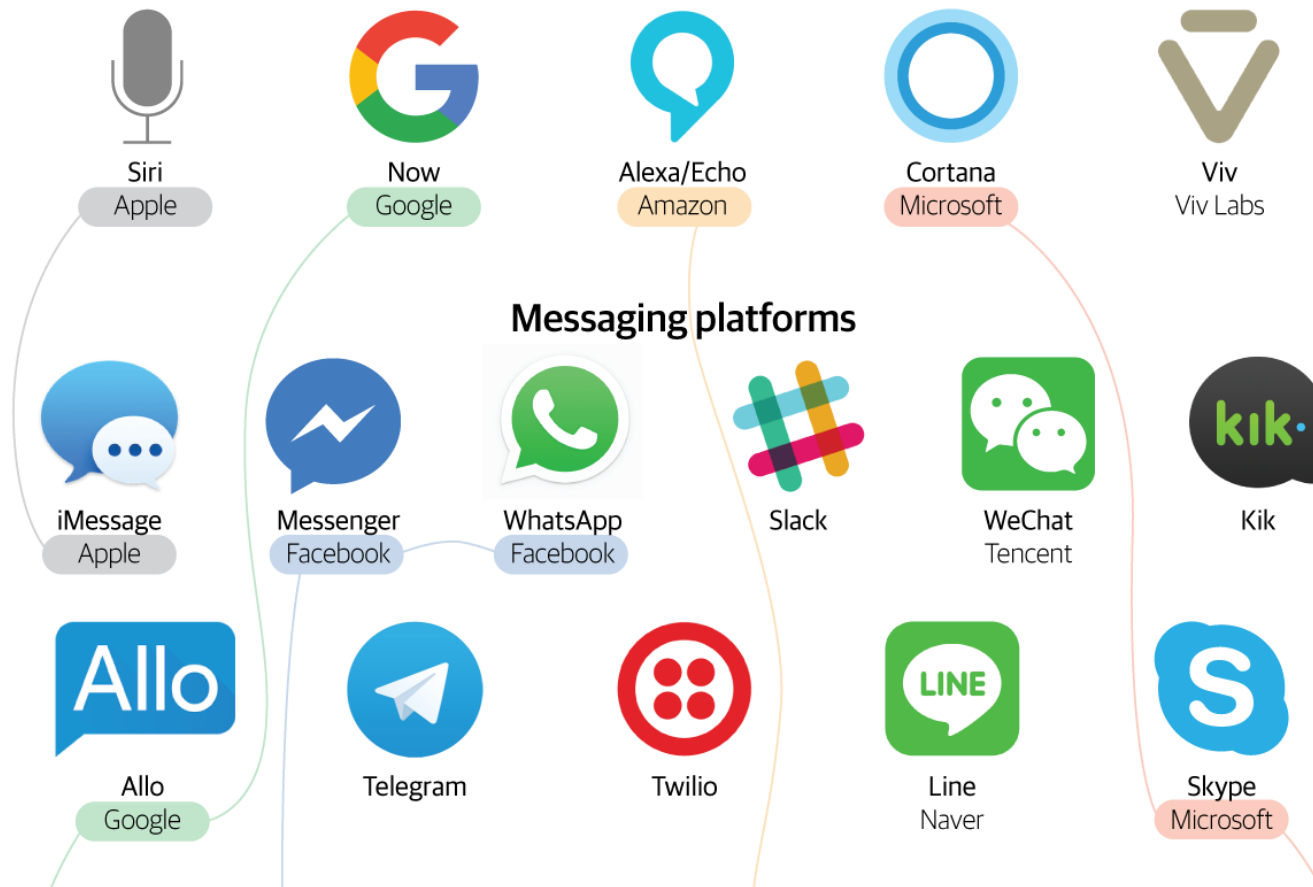 Siri
Apple
Now
Google
Alexa/Echo
Amazon
Cortana
Microsoft
Viv
Viv Labs
Messaging platforms
iMessage
Apple
Messenger
Facebook
WhatsApp
Facebook
Slack
WeChat
Tencent
kik
Kik
Allo
Allo
Google
Telegram
Twilio
LINE
Line
Naver
S
Skype
Microsoft